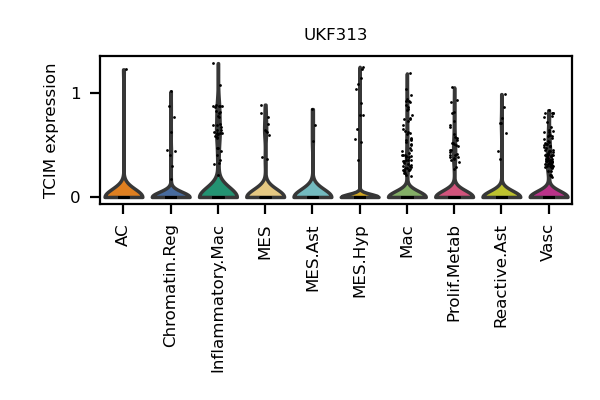 UKF313
TCIM expression
1
0
AC
Chromatin.Reg
Inflammatory.Mac
MES
MES.Ast
MES.Hyp
Mac
Prolif.Metab
Reactive.Ast
Vasc